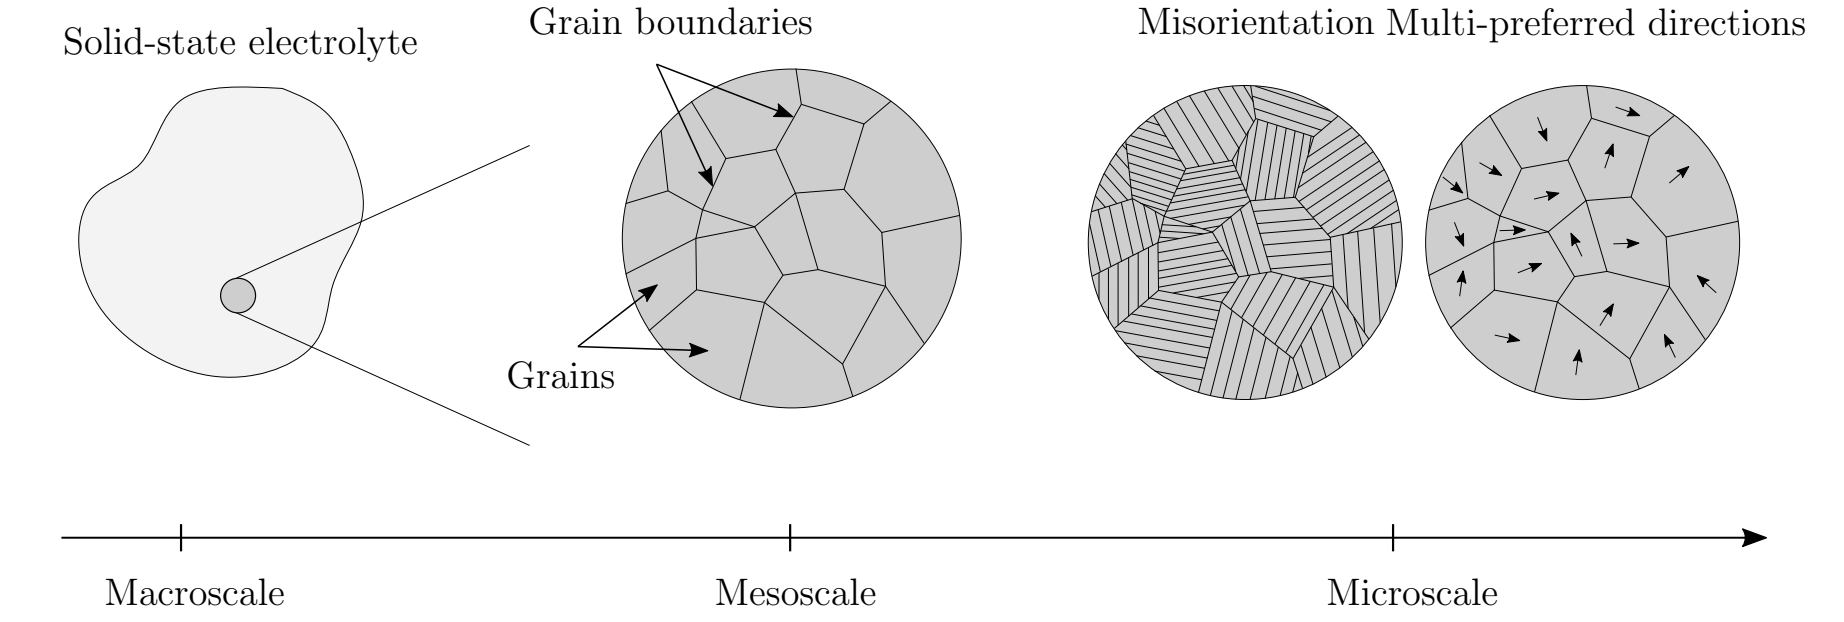 Solid-state electrolyte
Grain boundaries
Misorientation
Multi-preferred directions
Grains
Macroscale
Mesoscale
Microscale